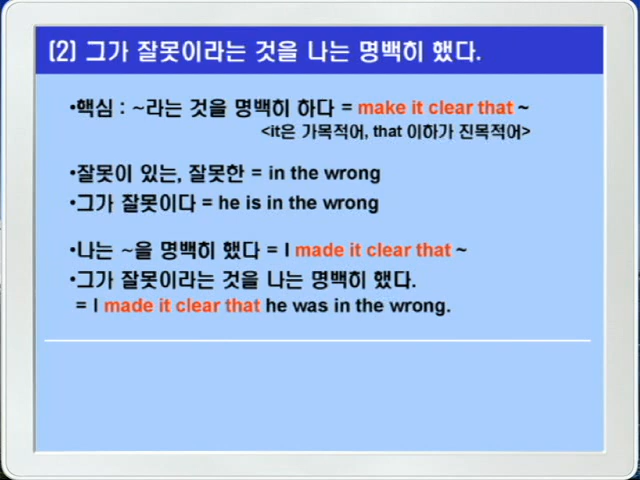 (2) 그가 잘못이라는 것을 나는 명백히 했다.
•핵심 : ~라는 것을 명백히 하다 = make it clear that ~
<it은 가목적어, that 이하가 진목적어>
•잘못이 있는, 잘못한 = in the wrong
•그가 잘못이다 = he is in the wrong
•나는 ~을 명백히 했다 = I made it clear that ~
•그가 잘못이라는 것을 나는 명백히 했다.
= I made it clear that he was in the wrong.